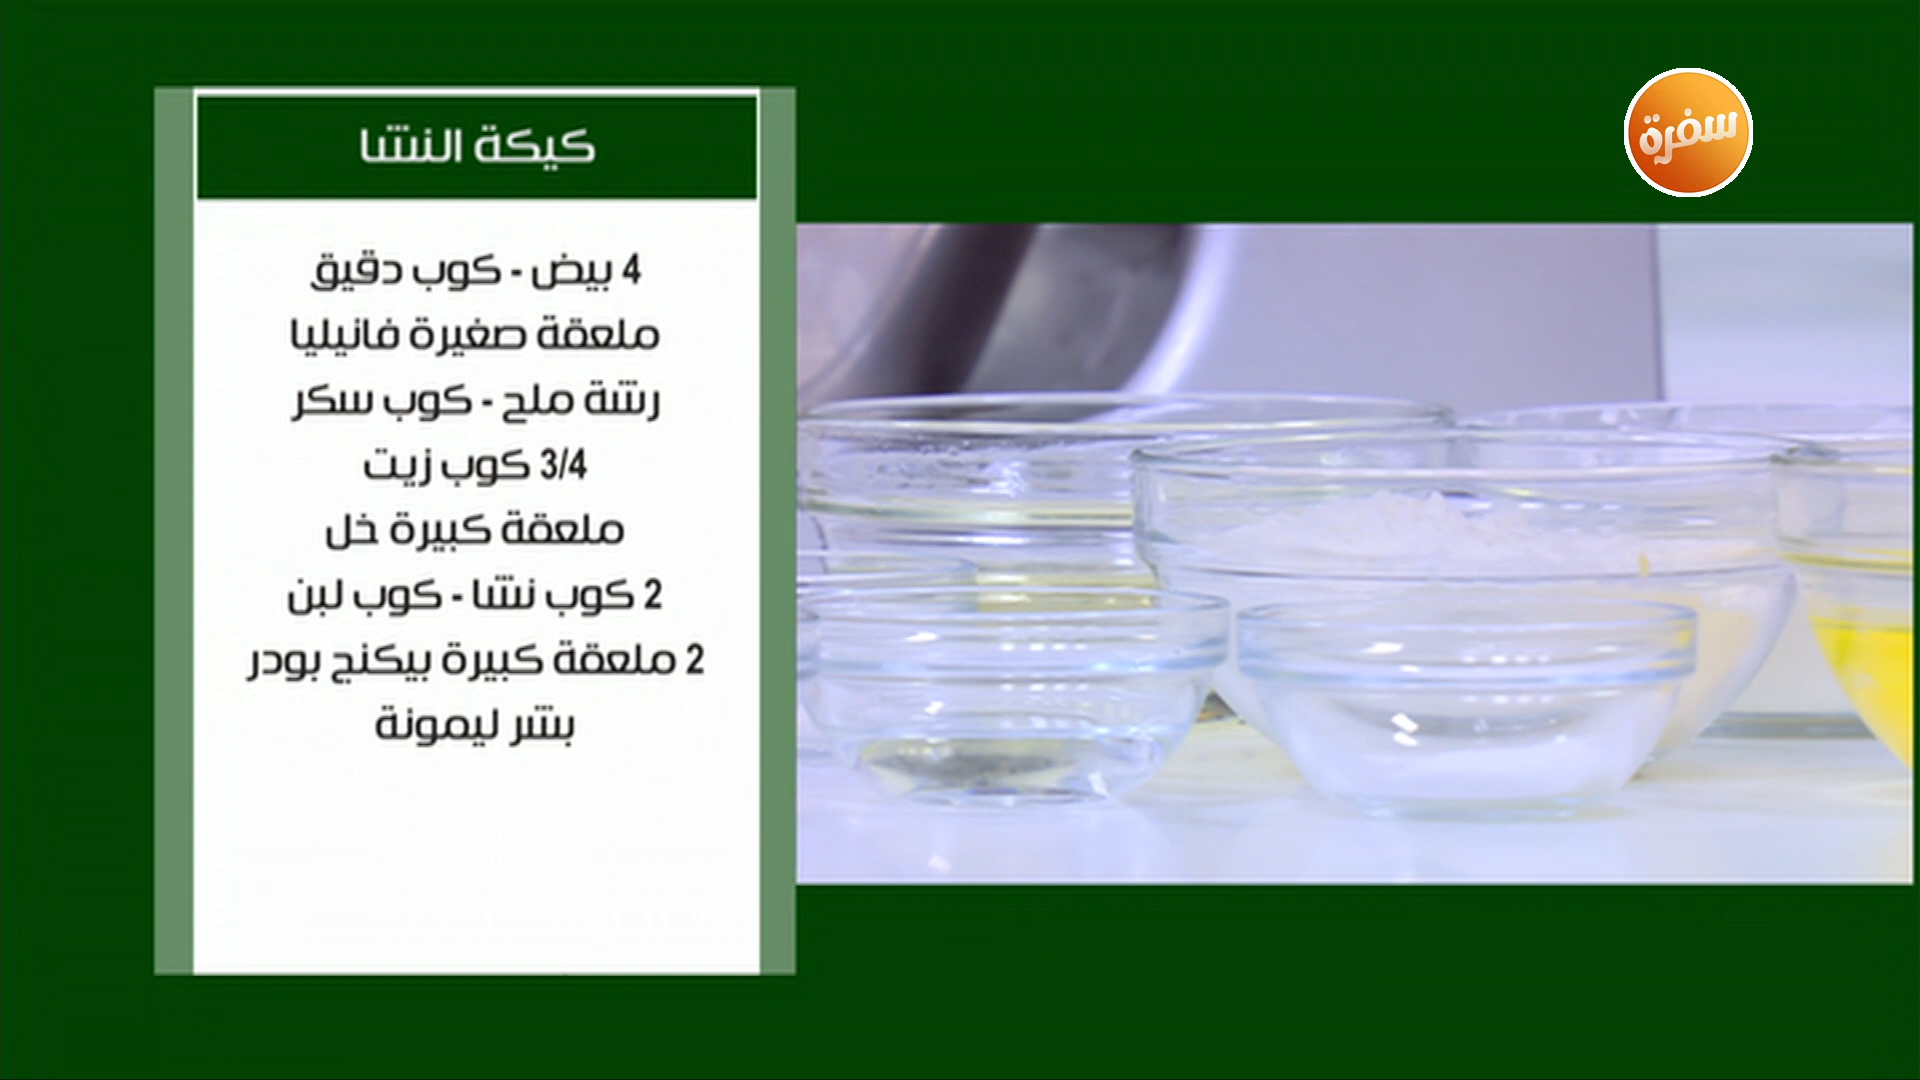 كيكة النشا
4 بيض - كوب دقيق
ملعقة صغيرة فانيليا
رشة ملح - كوب سكر
3/4 كوب زيت
ملعقة كبيرة خل
2 كوب نشا - كوب لبن
2 ملعقة كبيرة بيكنج بودر
بشر ليمونة
سفرة